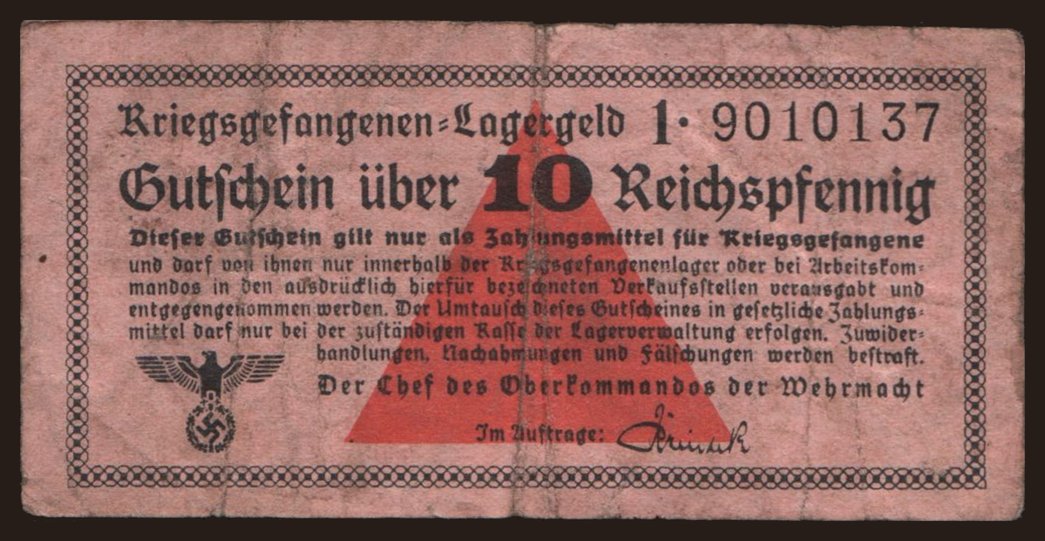 Kriegsgefangenen-Lagergeld 1· 9010137
Gutschein über 10 Reichspfennig
Dieser Gutschein gilt nur als Zahlungsmittel für Kriegsgefangene
und darf von ihnen nur innerhalb der Kriegsgefangenenlager oder bei Arbeitskom-
mandos in den ausdrücklich hierfür bezeichneten Verkaufsstellen verausgabt und
entgegengenommen werden. Der Umtausch dieses Gutscheines in gesetzliche Zahlungs-
mittel darf nur bei der zuständigen Kasse der Lagerverwaltung erfolgen. Zuwider-
handlungen, Nachahmungen und Fälschungen werden bestraft.
Der Chef des Oberkommandos der Wehrmacht
Im Auftrage: